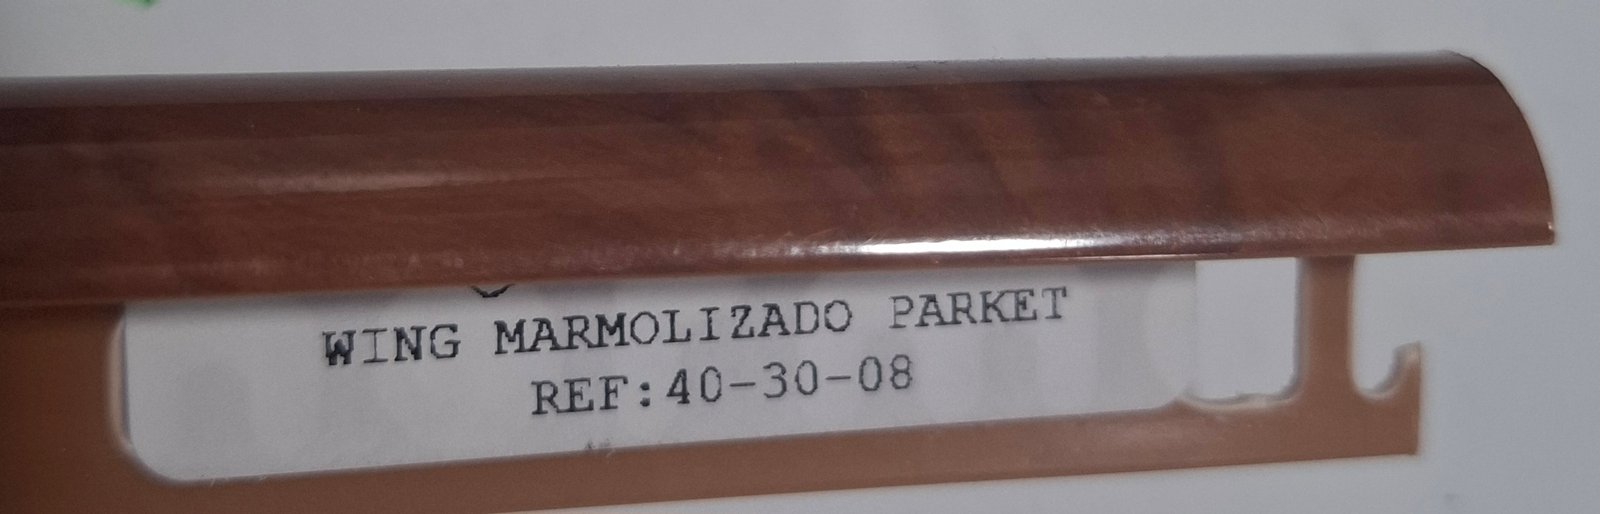 WING MARMOLIZADO PARKET
REF:40-30-08